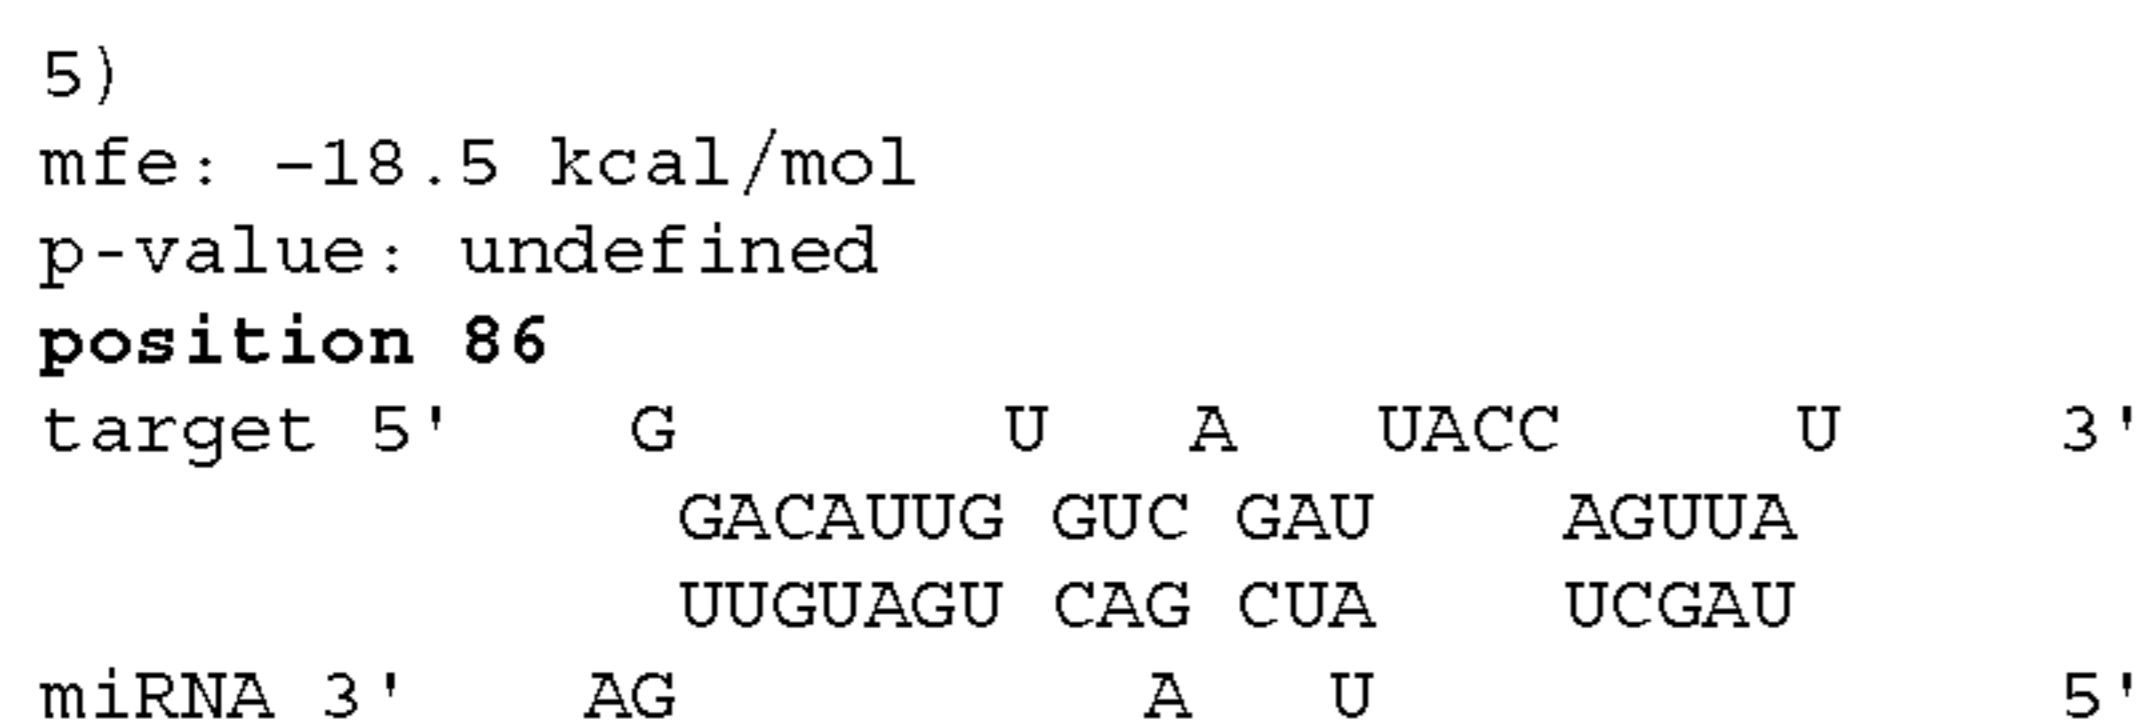 5)
mfe: -18.5 kcal/mol
p-value: undefined
position 86
target 5'    G       U   A   UACC     U     3'
              GACAUUG GUC GAU    AGUUA
              UUGUAGU CAG CUA    UCGAU
miRNA 3'    AG          A   U               5'